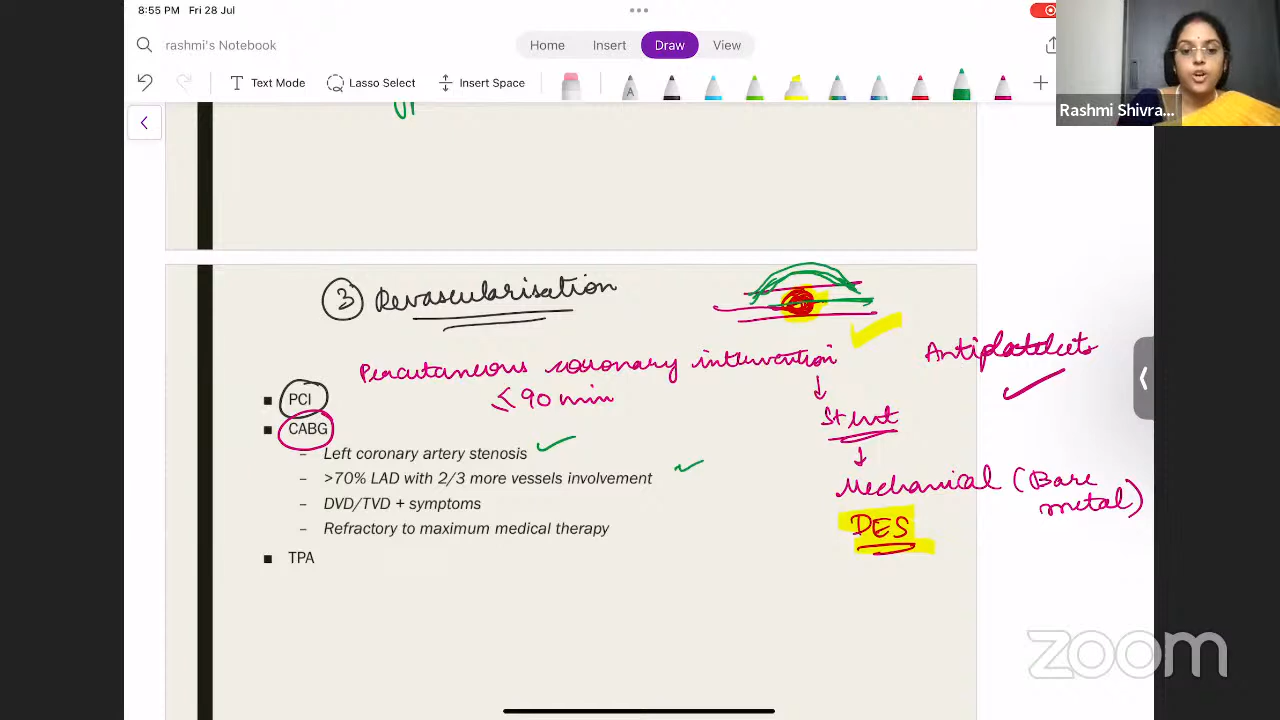 8:55 PM Fri 28 Jul
rashmi's Notebook
Home Insert Draw View
Text Mode Lasso Select Insert Space
A
Rashmi Shivra...
3 Revascularisation
Percutaneous coronary intervention
≤ 90 min
Antiplatelets
PCI
CABG
Stent
Left coronary artery stenosis
>70% LAD with 2/3 more vessels involvement
Mechanical (Bare
metal)
DVD/TVD + symptoms
DES
Refractory to maximum medical therapy
TPA
zoom